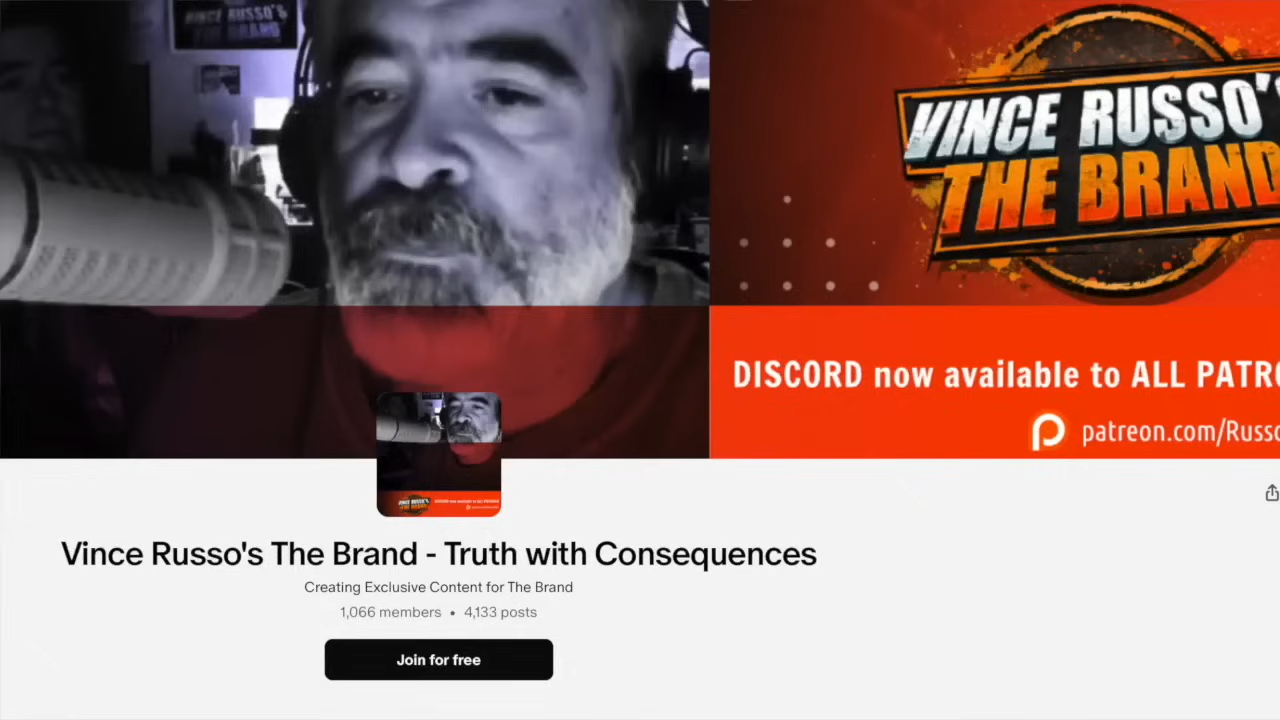 VINCE RUSSO'S
THE BRAND
VINCE RUSSO'S
THE BRAND
DISCORD now available to ALL PATRO
patreon.com/Russo
Vince Russo's The Brand - Truth with Consequences
Creating Exclusive Content for The Brand
1,066 members • 4,133 posts
Join for free